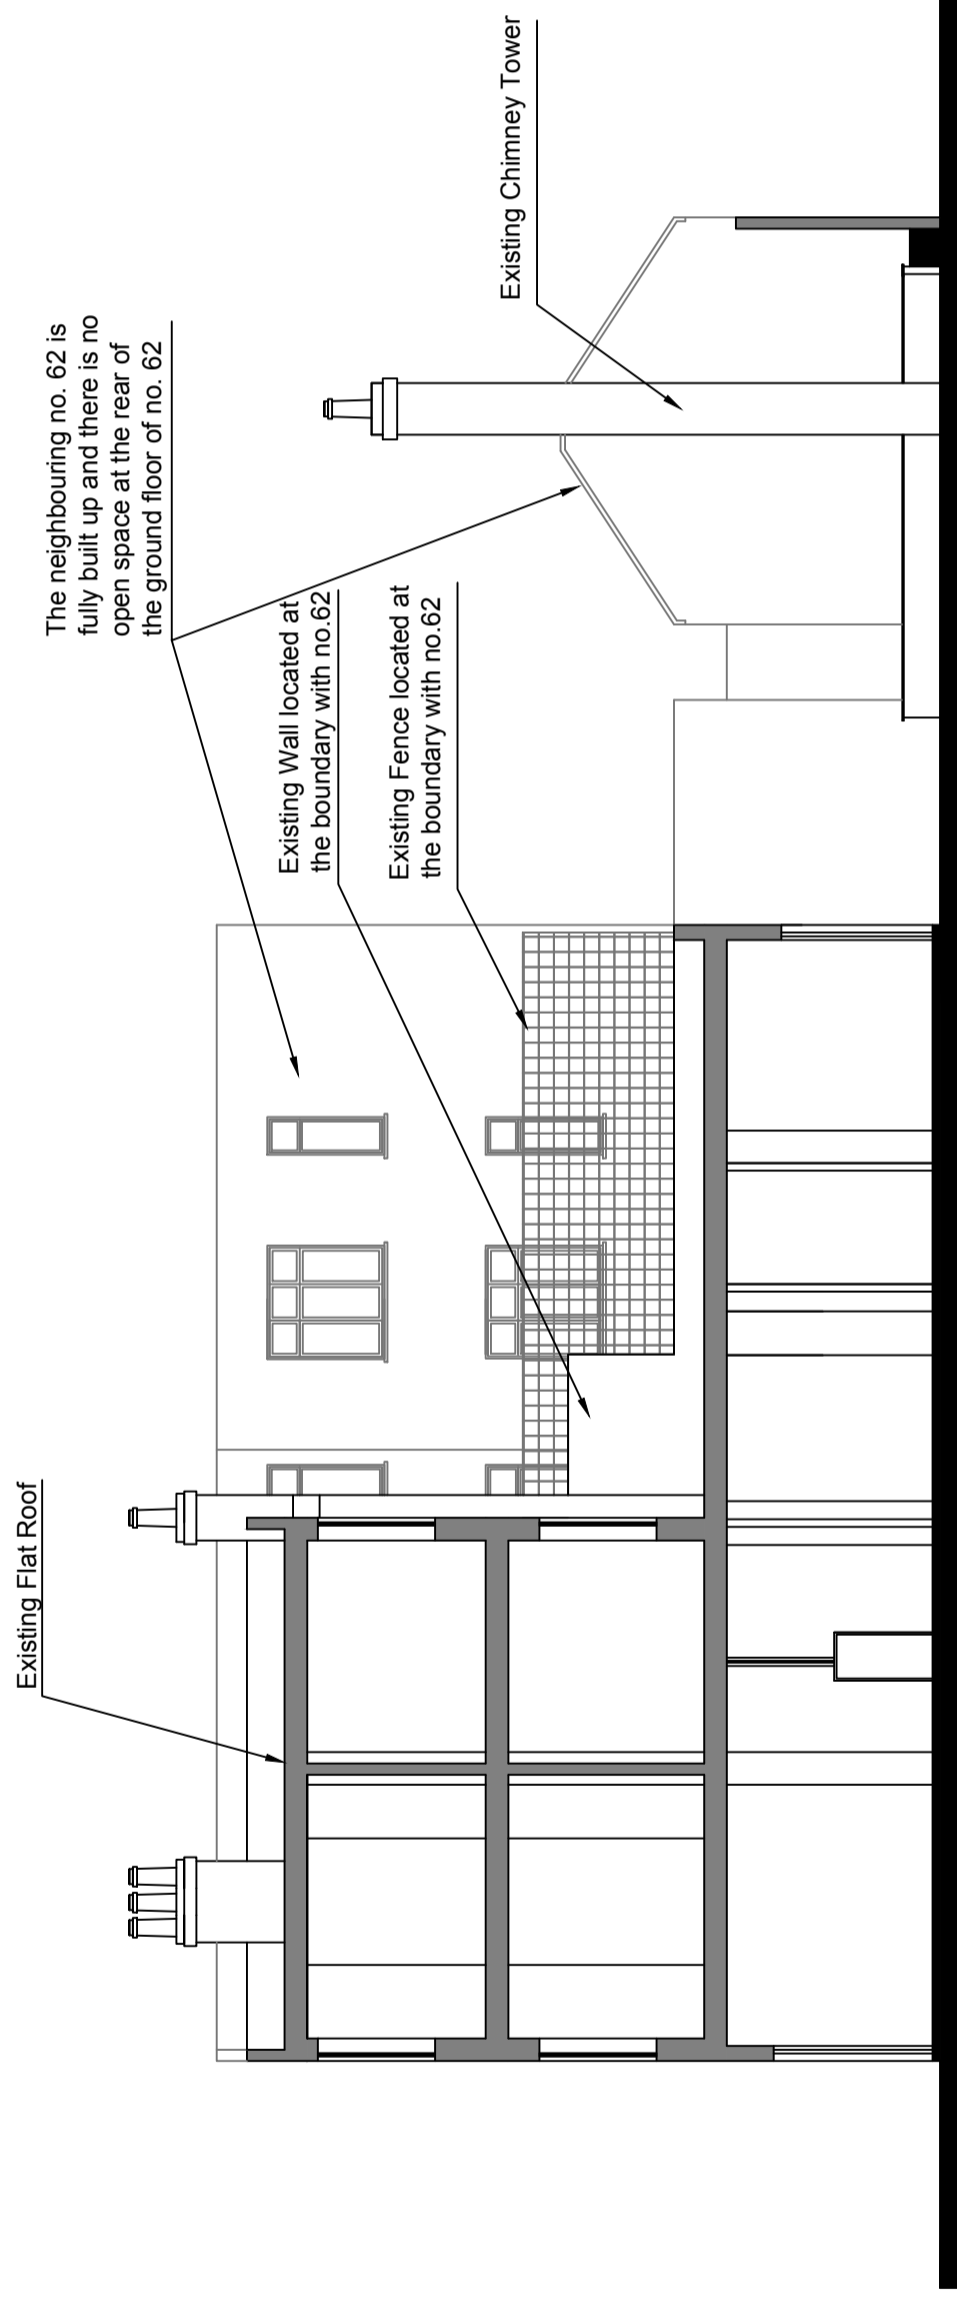 Existing Flat Roof
The neighbouring no. 62 is
fully built up and there is no
open space at the rear of
the ground floor of no. 62
Existing Wall located at
the boundary with no.62
Existing Fence located at
the boundary with no.62
Existing Chimney Tower